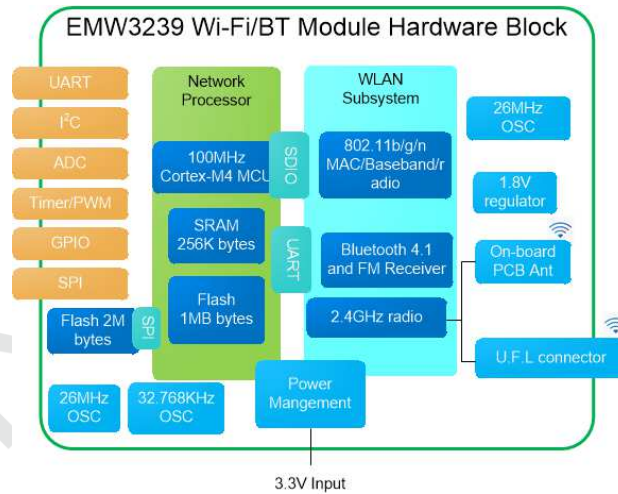 EMW3239 Wi-Fi/BT Module Hardware Block
UART
I²C
ADC
Timer/PWM
GPIO
SPI
Flash 2M
bytes
SPI
26MHz
OSC
32.768KHz
OSC
Network
Processor
100MHz
Cortex-M4 MCU
SRAM
256K bytes
Flash
1MB bytes
SDIO
UART
WLAN
Subsystem
802.11b/g/n
MAC/Baseband/r
adio
Bluetooth 4.1
and FM Receiver
2.4GHz radio
Power
Mangement
26MHz
OSC
1.8V
regulator
On-board
PCB Ant
U.F.L connector
3.3V Input